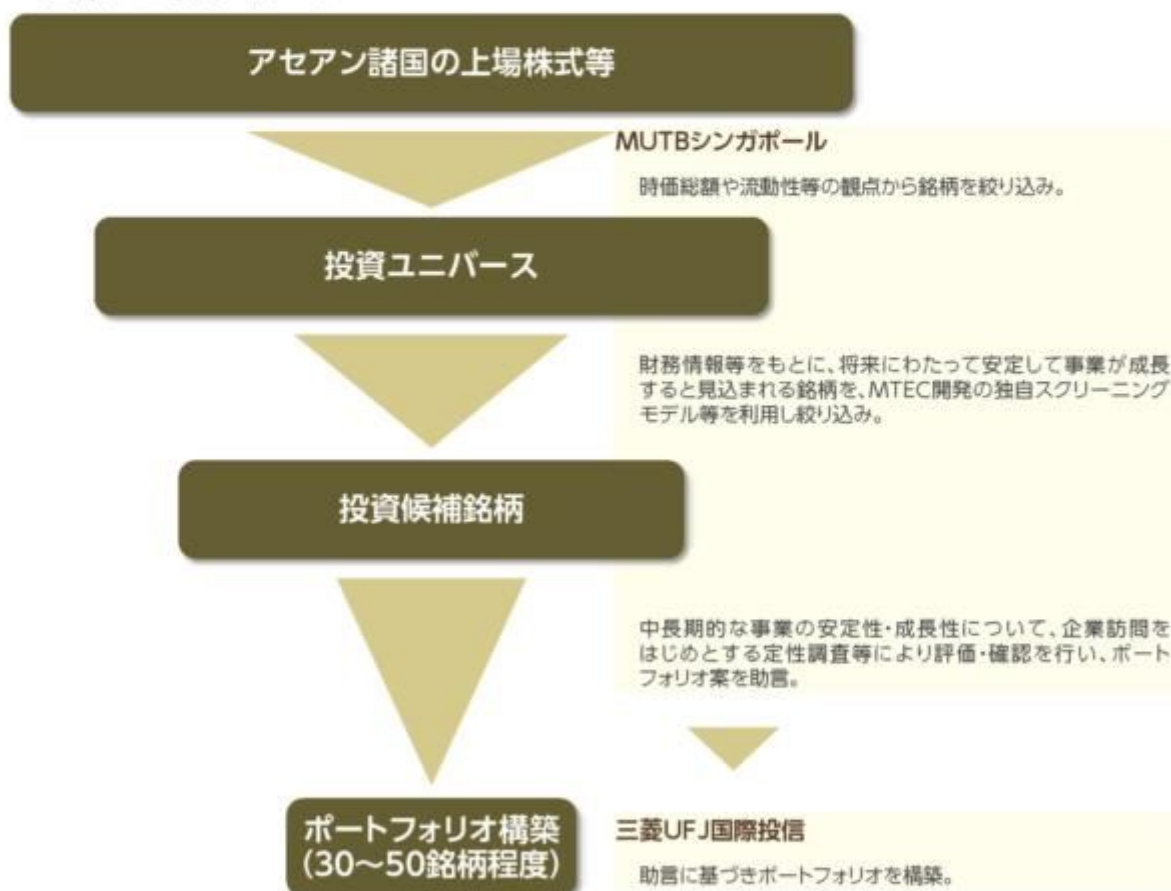 アセアン諸国の上場株式等
MUTBシンガポール
時価総額や流動性等の観点から銘柄を絞り込み。
投資ユニバース
財務情報等をもとに、将来にわたって安定して事業が成長
すると見込まれる銘柄を、MTEC開発の独自スクリーニング
モデル等を利用し絞り込み。
投資候補銘柄
中長期的な事業の安定性・成長性について、企業訪問を
はじめとする定性調査等により評価・確認を行い、ポート
フォリオ案を助言。
ポートフォリオ構築
(30〜50銘柄程度)
三菱UFJ国際投信
助言に基づきポートフォリオを構築。